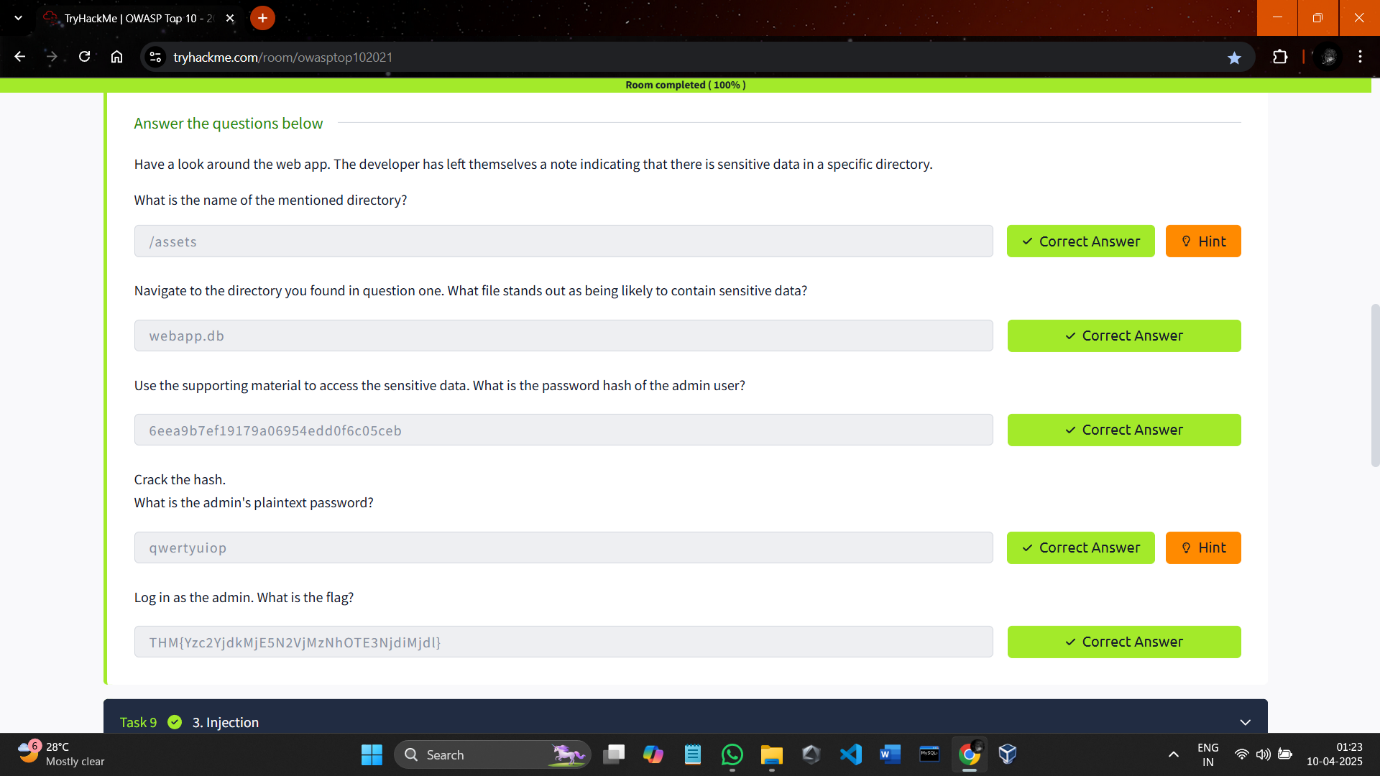 TryHackMe | OWASP Top 10 - 2
tryhackme.com/room/owasptop102021
Room completed ( 100% )
Answer the questions below
Have a look around the web app. The developer has left themselves a note indicating that there is sensitive data in a specific directory.
What is the name of the mentioned directory?
/assets
Correct Answer
Hint
Navigate to the directory you found in question one. What file stands out as being likely to contain sensitive data?
webapp.db
Correct Answer
Use the supporting material to access the sensitive data. What is the password hash of the admin user?
6eea9b7ef19179a06954edd0f6c05ceb
Correct Answer
Crack the hash.
What is the admin's plaintext password?
qwertyuiop
Correct Answer
Hint
Log in as the admin. What is the flag?
THM{Yzc2YjdkMjE5N2VjMzNhOTE3NjdiMjdl}
Correct Answer
Task 9
3. Injection
6
28°C
Mostly clear
Search
ENG
IN
01:23
10-04-2025